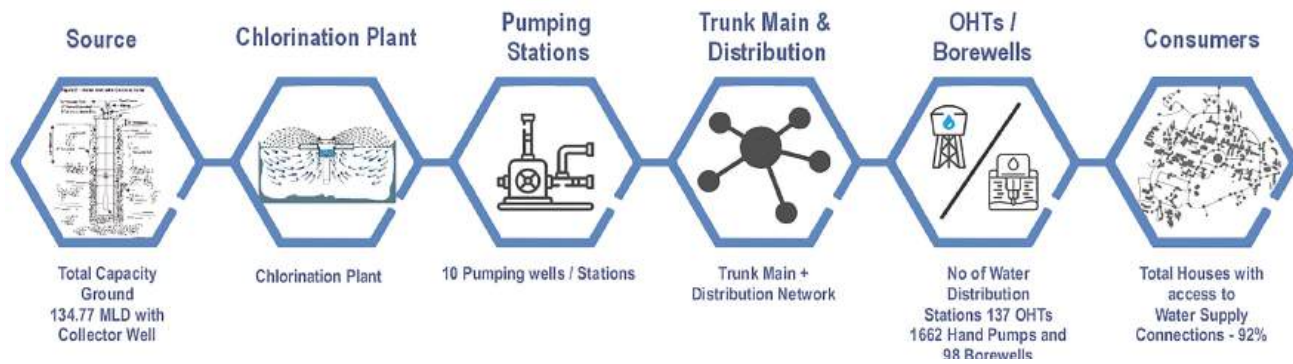 Source
Chlorination Plant
Pumping
Stations
Trunk Main &
Distribution
OHTs /
Borewells
Consumers
Total Capacity
Ground
134.77 MLD with
Collector Well
Chlorination Plant
10 Pumping wells / Stations
Trunk Main +
Distribution Network
No of Water
Distribution
Stations 137 OHTs
1662 Hand Pumps and
98 Borewells
Total Houses with
access to
Water Supply
Connections - 92%